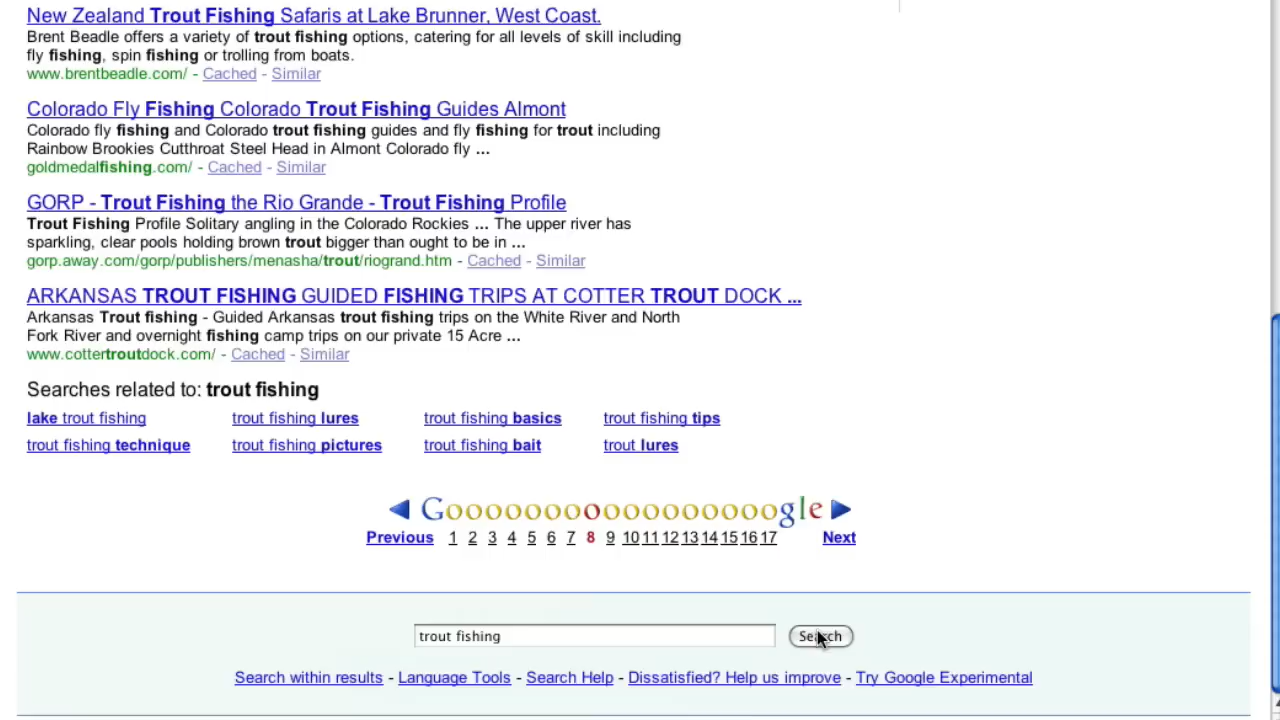 New Zealand Trout Fishing Safaris at Lake Brunner, West Coast.
Brent Beadle offers a variety of trout fishing options, catering for all levels of skill including
fly fishing, spin fishing or trolling from boats.
www.brentbeadle.com/ - Cached - Similar
Colorado Fly Fishing Colorado Trout Fishing Guides Almont
Colorado fly fishing and Colorado trout fishing guides and fly fishing for trout including
Rainbow Brookies Cutthroat Steel Head in Almont Colorado fly ...
goldmedalfishing.com/ - Cached - Similar
GORP - Trout Fishing the Rio Grande - Trout Fishing Profile
Trout Fishing Profile Solitary angling in the Colorado Rockies ... The upper river has
sparkling, clear pools holding brown trout bigger than ought to be in ...
gorp.away.com/gorp/publishers/menasha/trout/riogrand.htm - Cached - Similar
ARKANSAS TROUT FISHING GUIDED FISHING TRIPS AT COTTER TROUT DOCK ...
Arkansas Trout fishing - Guided Arkansas trout fishing trips on the White River and North
Fork River and overnight fishing camp trips on our private 15 Acre ...
www.cottertroutdock.com/ - Cached - Similar
Searches related to: trout fishing
lake trout fishing trout fishing lures trout fishing basics trout fishing tips
trout fishing technique trout fishing pictures trout fishing bait trout lures
Gooooooooooooooooogle
Previous 1 2 3 4 5 6 7 8 9 10 11 12 13 14 15 16 17 Next
trout fishing Search
Search within results - Language Tools - Search Help - Dissatisfied? Help us improve - Try Google Experimental